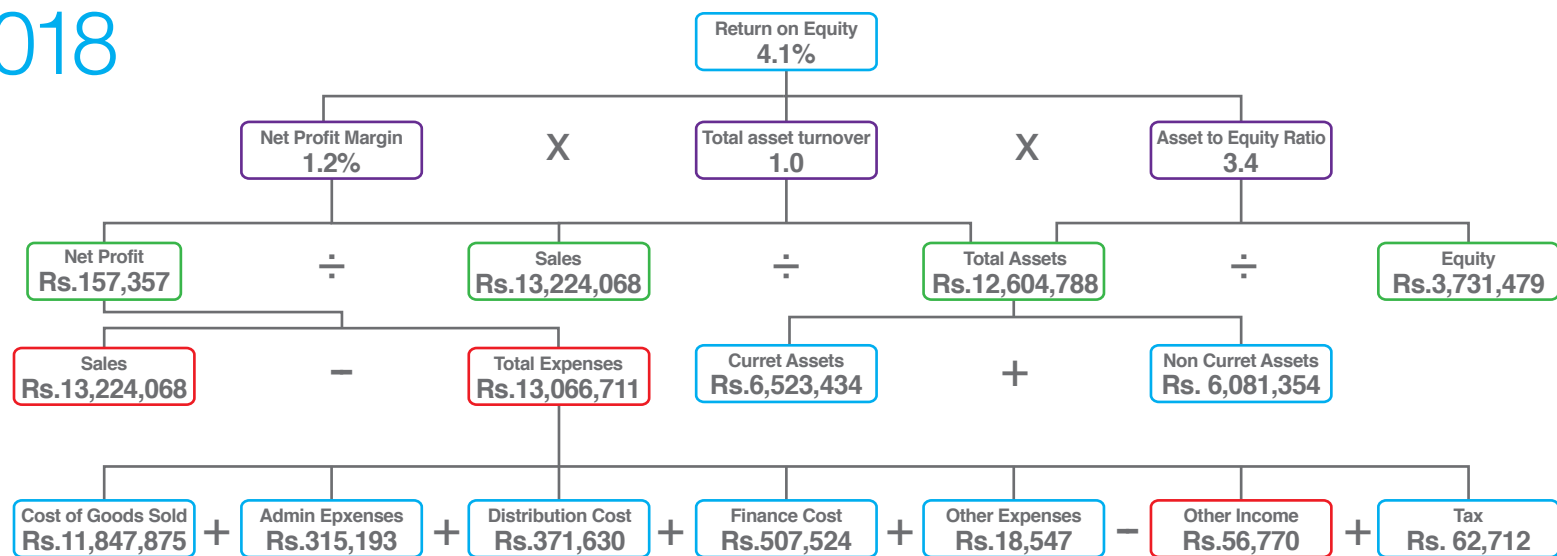 018
Return on Equity
4.1%
Net Profit Margin
1.2%
X
Total asset turnover
1.0
X
Asset to Equity Ratio
3.4
Net Profit
Rs.157,357
÷
Sales
Rs.13,224,068
÷
Total Assets
Rs.12,604,788
÷
Equity
Rs.3,731,479
Sales
Rs.13,224,068
-
Total Expenses
Rs.13,066,711
Curret Assets
Rs.6,523,434
+
Non Curret Assets
Rs. 6,081,354
Cost of Goods Sold
Rs.11,847,875
+
Admin Epxenses
Rs.315,193
+
Distribution Cost
Rs.371,630
+
Finance Cost
Rs.507,524
+
Other Expenses
Rs.18,547
-
Other Income
Rs.56,770
+
Tax
Rs. 62,712